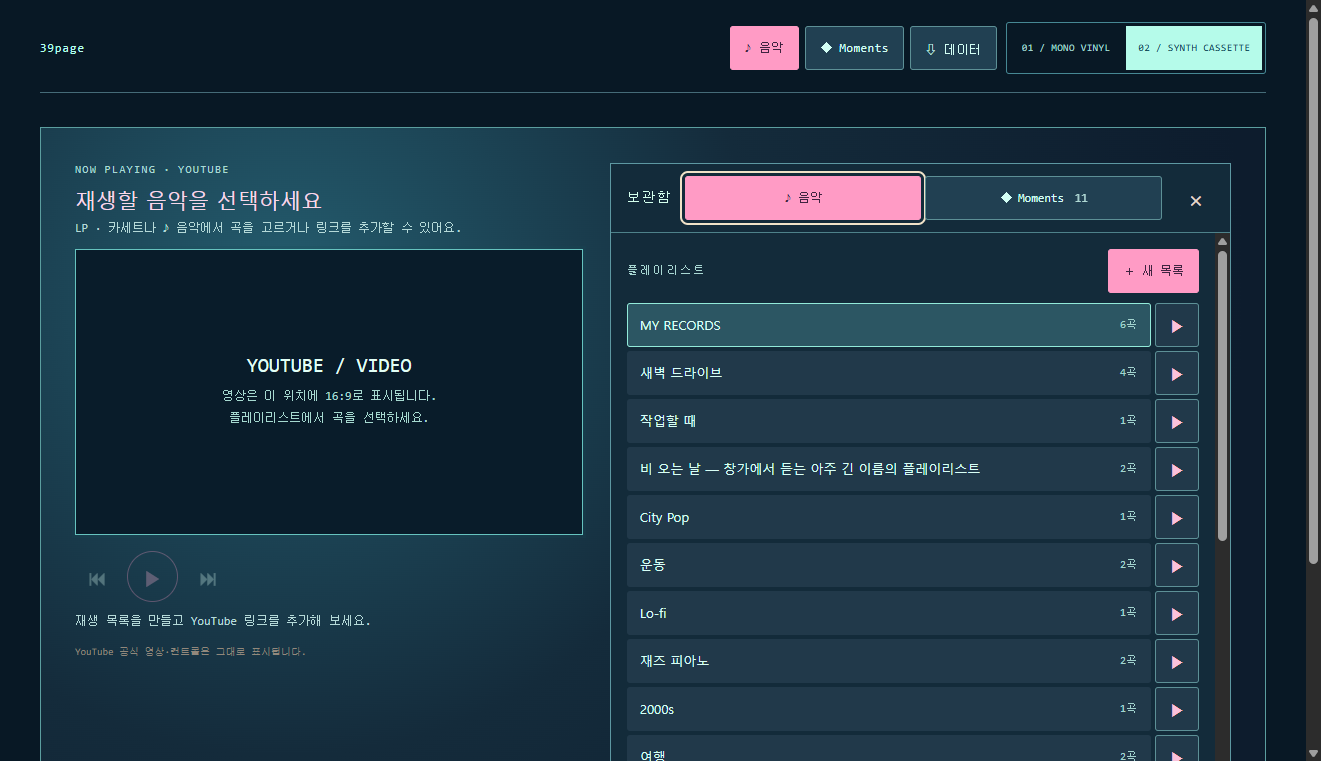 39page
♪ 음악
◆ Moments
⇩ 데이터
01 / MONO VINYL
02 / SYNTH CASSETTE
NOW PLAYING · YOUTUBE
재생할 음악을 선택하세요
LP · 카세트나 ♪ 음악에서 곡을 고르거나 링크를 추가할 수 있어요.
YOUTUBE / VIDEO
영상은 이 위치에 16:9로 표시됩니다.
플레이리스트에서 곡을 선택하세요.
재생 목록을 만들고 YouTube 링크를 추가해 보세요.
YouTube 공식 영상·컨트롤은 그대로 표시됩니다.
보관함
♪ 음악
◆ Moments 11
×
플레이리스트
+ 새 목록
MY RECORDS 6곡
새벽 드라이브 4곡
작업할 때 1곡
비 오는 날 — 창가에서 듣는 아주 긴 이름의 플레이리스트 2곡
City Pop 1곡
운동 2곡
Lo-fi 1곡
재즈 피아노 2곡
2000s 1곡
여행 2곡